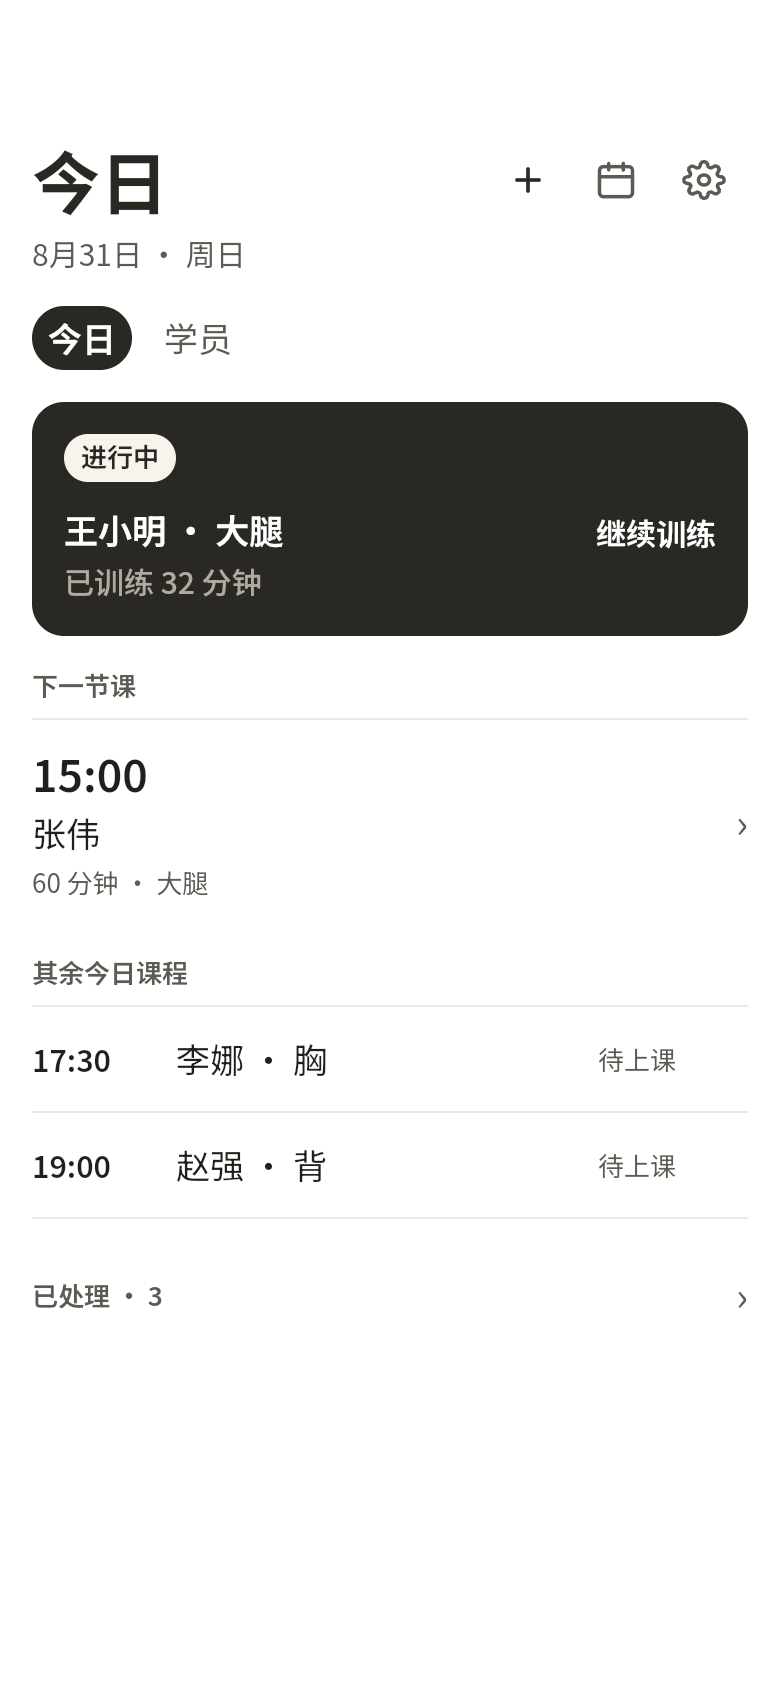 今日
8月31日 · 周日
今日 学员
进行中
王小明 · 大腿 继续训练
已训练 32 分钟
下一节课
15:00
张伟
60 分钟 · 大腿
其余今日课程
17:30 李娜 · 胸 待上课
19:00 赵强 · 背 待上课
已处理 · 3